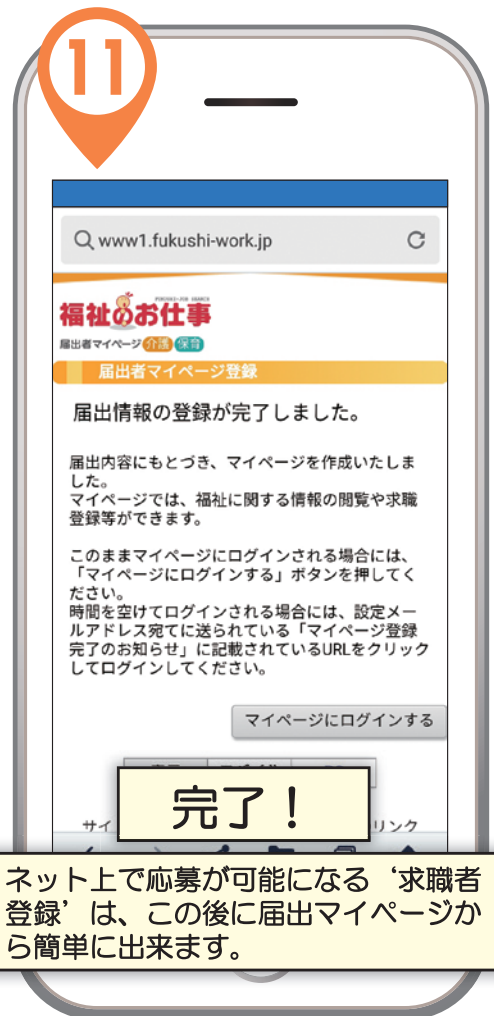 11
www1.fukushi-work.jp
福祉のお仕事
届出者マイページ 介護 保育
届出者マイページ登録
届出情報の登録が完了しました。
届出内容にもとづき、マイページを作成いたしま
した。
マイページでは、福祉に関する情報の閲覧や求職
登録等ができます。
このままマイページにログインされる場合には、
「マイページにログインする」ボタンを押してく
ださい。
時間を空けてログインされる場合には、設定メー
ルアドレス宛てに送られている「マイページ登録
完了のお知らせ」に記載されているURLをクリック
してログインしてください。
マイページにログインする
完了！
サイ
リンク
ネット上で応募が可能になる‘求職者
登録’は、この後に届出マイページか
ら簡単に出来ます。